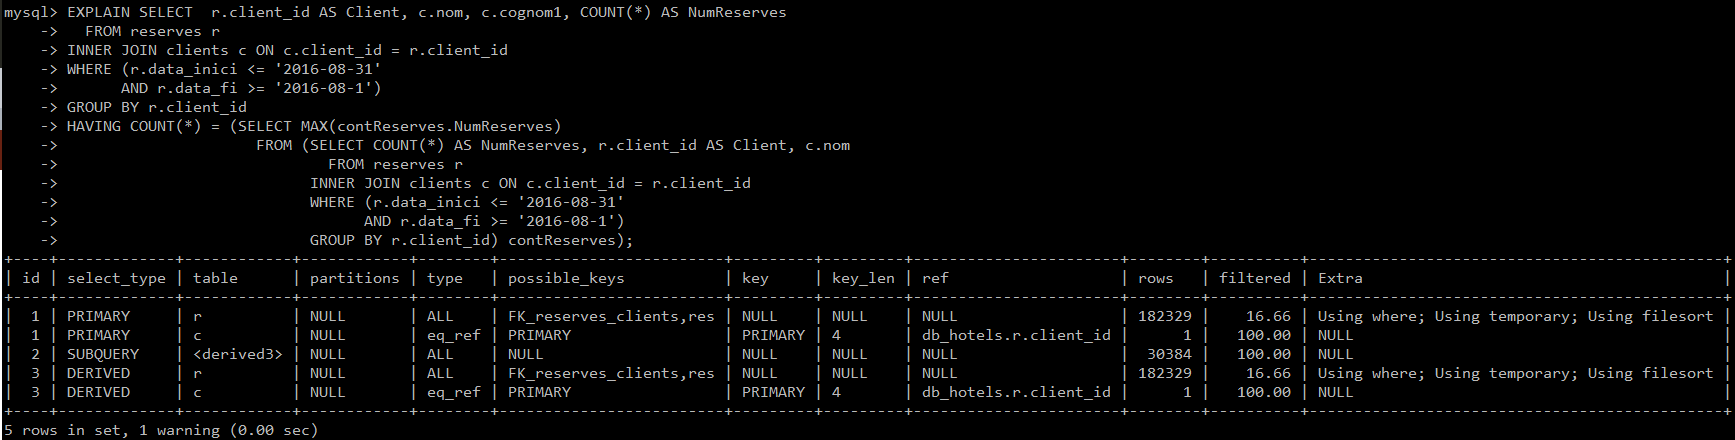 mysql> EXPLAIN SELECT  r.client_id AS Client, c.nom, c.cognom1, COUNT(*) AS NumReserves
    ->   FROM reserves r
    -> INNER JOIN clients c ON c.client_id = r.client_id
    -> WHERE (r.data_inici <= '2016-08-31'
    ->       AND r.data_fi >= '2016-08-1')
    -> GROUP BY r.client_id
    -> HAVING COUNT(*) = (SELECT MAX(contReserves.NumReserves)
    ->                      FROM (SELECT COUNT(*) AS NumReserves, r.client_id AS Client, c.nom
    ->                              FROM reserves r
    ->                            INNER JOIN clients c ON c.client_id = r.client_id
    ->                            WHERE (r.data_inici <= '2016-08-31'
    ->                                  AND r.data_fi >= '2016-08-1')
    ->                            GROUP BY r.client_id) contReserves);
+----+-------------+------------+------------+--------+-------------------------+---------+---------+-----------------------+--------+----------+----------------------------------------------+
| id | select_type | table      | partitions | type   | possible_keys           | key     | key_len | ref                   | rows   | filtered | Extra                                        |
+----+-------------+------------+------------+--------+-------------------------+---------+---------+-----------------------+--------+----------+----------------------------------------------+
|  1 | PRIMARY     | r          | NULL       | ALL    | FK_reserves_clients,res | NULL    | NULL    | NULL                  | 182329 |    16.66 | Using where; Using temporary; Using filesort |
|  1 | PRIMARY     | c          | NULL       | eq_ref | PRIMARY                 | PRIMARY | 4       | db_hotels.r.client_id |      1 |   100.00 | NULL                                         |
|  2 | SUBQUERY    | <derived3> | NULL       | ALL    | NULL                    | NULL    | NULL    | NULL                  |  30384 |   100.00 | NULL                                         |
|  3 | DERIVED     | r          | NULL       | ALL    | FK_reserves_clients,res | NULL    | NULL    | NULL                  | 182329 |    16.66 | Using where; Using temporary; Using filesort |
|  3 | DERIVED     | c          | NULL       | eq_ref | PRIMARY                 | PRIMARY | 4       | db_hotels.r.client_id |      1 |   100.00 | NULL                                         |
+----+-------------+------------+------------+--------+-------------------------+---------+---------+-----------------------+--------+----------+----------------------------------------------+
5 rows in set, 1 warning (0.00 sec)